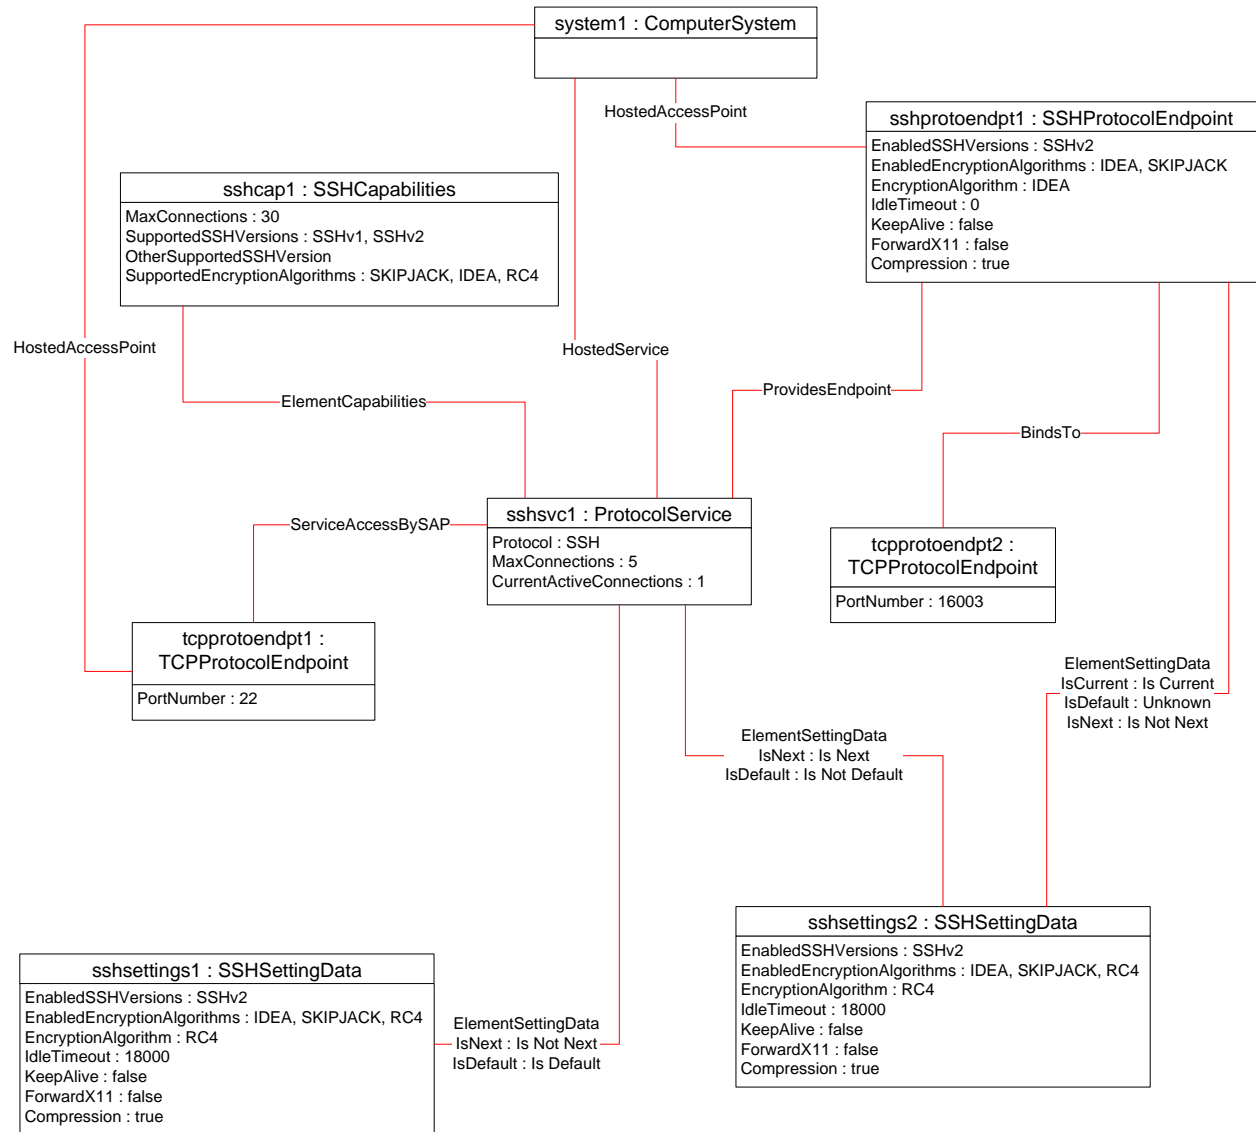 system1 : ComputerSystem
HostedAccessPoint
sshprotoendpt1 : SSHProtocolEndpoint
EnabledSSHVersions : SSHv2
EnabledEncryptionAlgorithms : IDEA, SKIPJACK
EncryptionAlgorithm : IDEA
IdleTimeout : 0
KeepAlive : false
ForwardX11 : false
Compression : true
sshcap1 : SSHCapabilities
MaxConnections : 30
SupportedSSHVersions : SSHv1, SSHv2
OtherSupportedSSHVersion
SupportedEncryptionAlgorithms : SKIPJACK, IDEA, RC4
HostedAccessPoint
HostedService
ElementCapabilities
ProvidesEndpoint
BindsTo
ServiceAccessBySAP
sshsvc1 : ProtocolService
Protocol : SSH
MaxConnections : 5
CurrentActiveConnections : 1
tcpprotoendpt2 :
TCPProtocolEndpoint
PortNumber : 16003
tcpprotoendpt1 :
TCPProtocolEndpoint
PortNumber : 22
ElementSettingData
IsCurrent : Is Current
IsDefault : Unknown
IsNext : Is Not Next
ElementSettingData
IsNext : Is Next
IsDefault : Is Not Default
sshsettings2 : SSHSettingData
EnabledSSHVersions : SSHv2
EnabledEncryptionAlgorithms : IDEA, SKIPJACK, RC4
EncryptionAlgorithm : RC4
IdleTimeout : 18000
KeepAlive : false
ForwardX11 : false
Compression : true
sshsettings1 : SSHSettingData
EnabledSSHVersions : SSHv2
EnabledEncryptionAlgorithms : IDEA, SKIPJACK, RC4
EncryptionAlgorithm : RC4
IdleTimeout : 18000
KeepAlive : false
ForwardX11 : false
Compression : true
ElementSettingData
IsNext : Is Not Next
IsDefault : Is Default